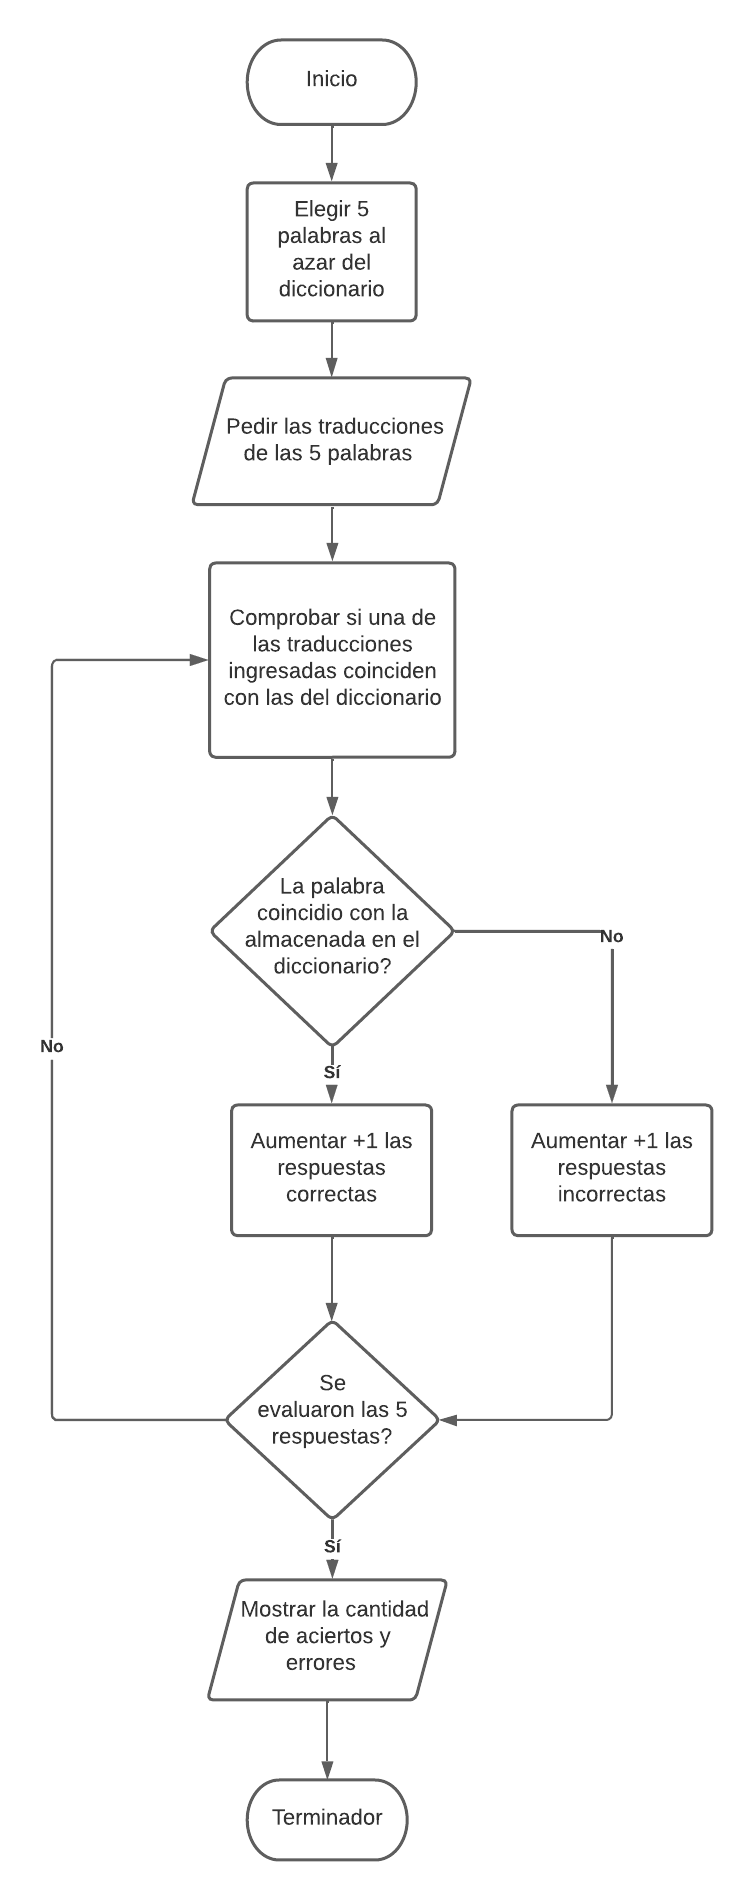 Inicio
Elegir 5
palabras al
azar del
diccionario
Pedir las traducciones
de las 5 palabras
Comprobar si una de
las traducciones
ingresadas coinciden
con las del diccionario
La palabra
coincidio con la
almacenada en el
diccionario?
No
No
Sí
Aumentar +1 las
respuestas
correctas
Aumentar +1 las
respuestas
incorrectas
Se
evaluaron las 5
respuestas?
Sí
Mostrar la cantidad
de aciertos y
errores
Terminador